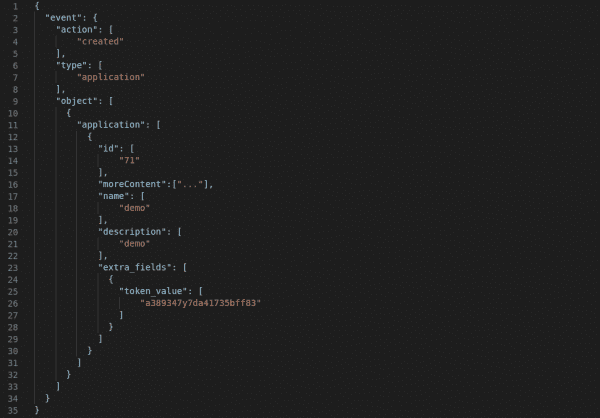 1 {
2 "event": {
3 "action": [
4 "created"
5 ],
6 "type": [
7 "application"
8 ],
9 "object": [
10 {
11 "application": [
12 {
13 "id": [
14 "71"
15 ],
16 "moreContent":["..."],
17 "name": [
18 "demo"
19 ],
20 "description": [
21 "demo"
22 ],
23 "extra_fields": [
24 {
25 "token_value": [
26 "a389347y7da41735bff83"
27 ]
28 }
29 ]
30 }
31 ]
32 }
33 ]
34 }
35 }